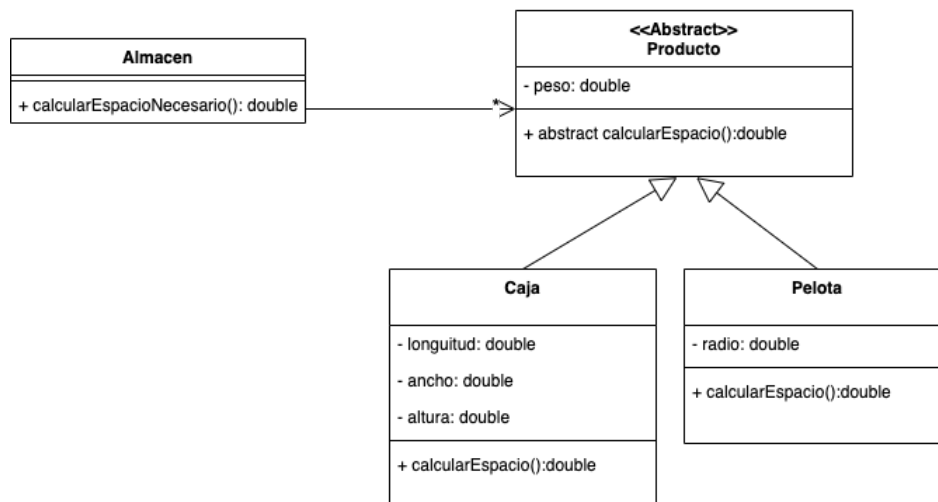 Almacen
+ calcularEspacioNecesario(): double
*
<<Abstract>>
Producto
- peso: double
+ abstract calcularEspacio():double
Caja
- longuitud: double
- ancho: double
- altura: double
+ calcularEspacio():double
Pelota
- radio: double
+ calcularEspacio():double